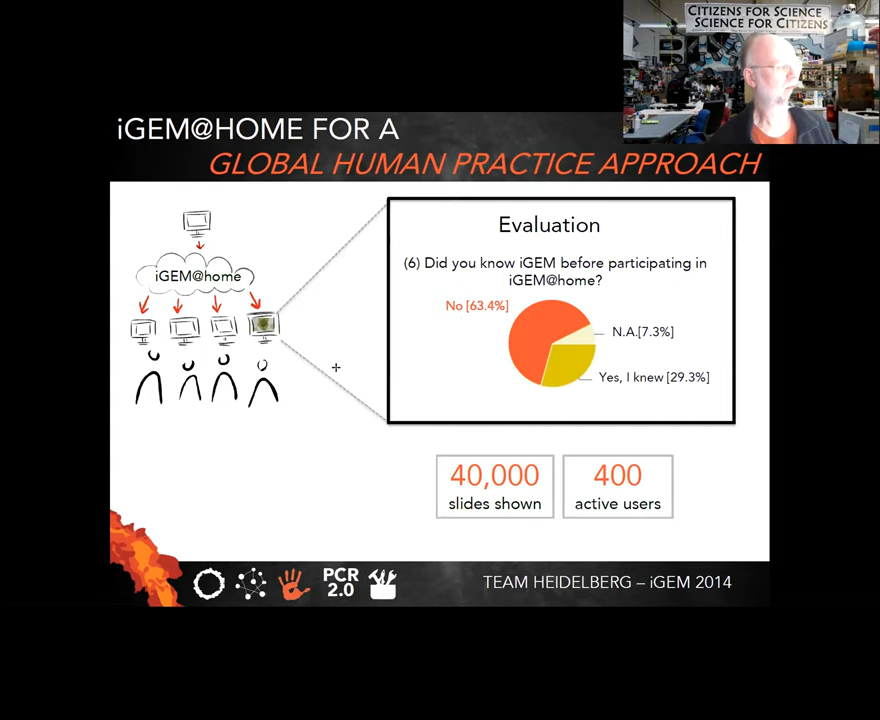 CITIZENS FOR SCIENCE
SCIENCE FOR CITIZENS
iGEM@HOME FOR A
GLOBAL HUMAN PRACTICE APPROACH
iGEM@home
Evaluation
(6) Did you know iGEM before participating in
iGEM@home?
No [63.4%]
N.A.[7.3%]
Yes, I knew [29.3%]
40,000
slides shown
400
active users
PCR
2.0
TEAM HEIDELBERG – iGEM 2014